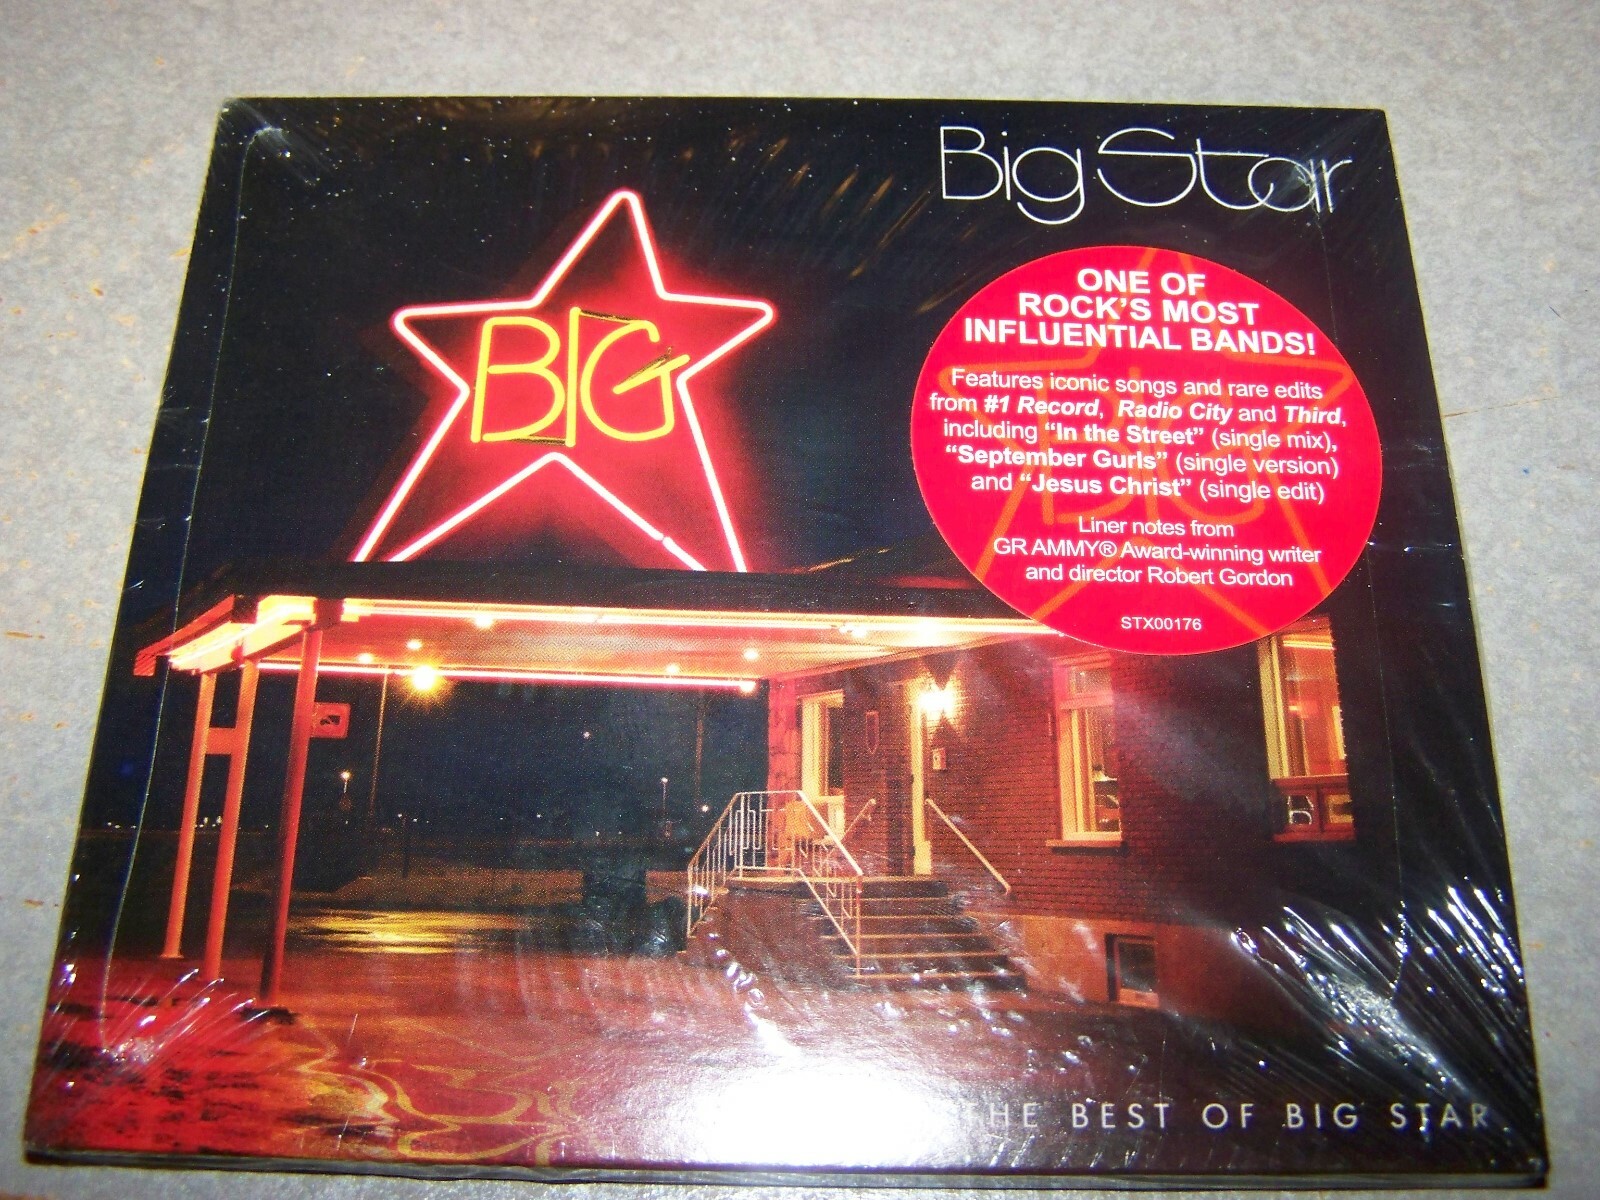 Big Star
BIG
ONE OF
ROCK'S MOST
INFLUENTIAL BANDS!
Features iconic songs and rare edits
from #1 Record, Radio City and Third,
including "In the Street" (single mix),
"September Gurls" (single version)
and "Jesus Christ" (single edit)
Liner notes from
GRAMMY® Award-winning writer
and director Robert Gordon
STX00176
THE BEST OF BIG STAR